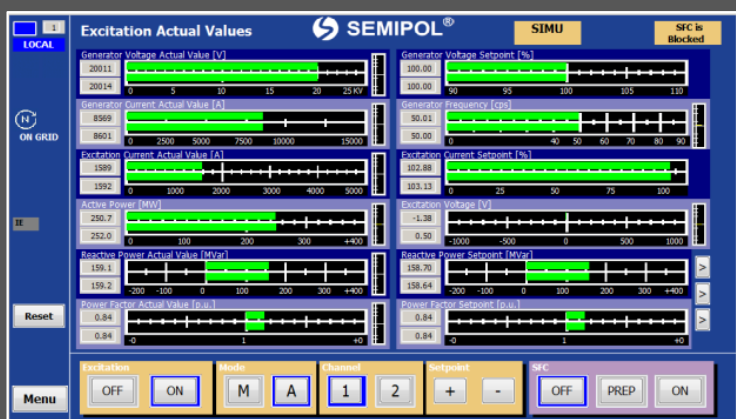 1
LOCAL
Excitation Actual Values
SEMIPOL®
SIMU
SFC is
Blocked
Generator Voltage Actual Value [V]
20011
20014
0 5 10 15 20 25 KV
Generator Voltage Setpoint [%]
100.00
100.00
90 95 100 105 110
Generator Current Actual Value [A]
8569
8601
0 2500 5000 7500 10000 15000
Generator Frequency [cps]
50.01
50.00
0 40 50 60 70 80 90
ON GRID
Excitation Current Actual Value [A]
1589
1592
0 1000 2000 3000 4000 5000
Excitation Current Setpoint [%]
102.88
103.13
0 25 50 75 100
Active Power [MW]
250.7
252.0
0 100 200 300 +400
Excitation Voltage [V]
-1.38
0.50
-1000 -500 0 500 1000
IE
Reactive Power Actual Value [MVar]
159.1
159.2
-200 -100 0 100 200 300 +400
Reactive Power Setpoint [MVar]
158.70
158.64
-200 -100 0 100 200 300 +400
>
>
>
Power Factor Actual Value [p.u.]
0.84
0.84
-0 1 +0
Power Factor Setpoint [p.u.]
0.84
0.84
-0 1 +0
Reset
Menu
Excitation
OFF ON
Mode
M A
Channel
1 2
Setpoint
+ -
SFC
OFF PREP ON